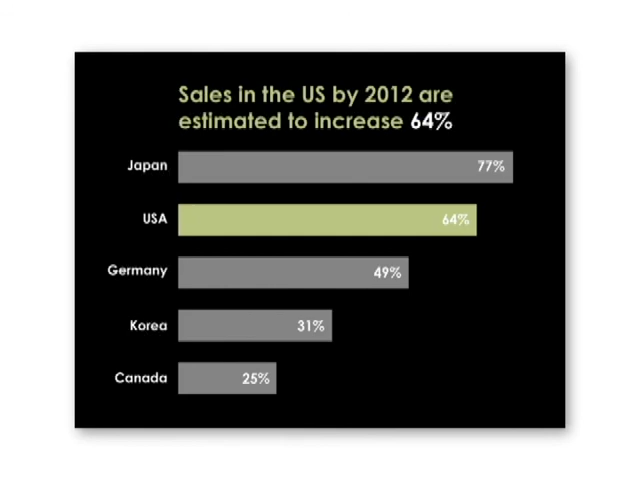 Sales in the US by 2012 are
estimated to increase 64%
Japan 77%
USA 64%
Germany 49%
Korea 31%
Canada 25%